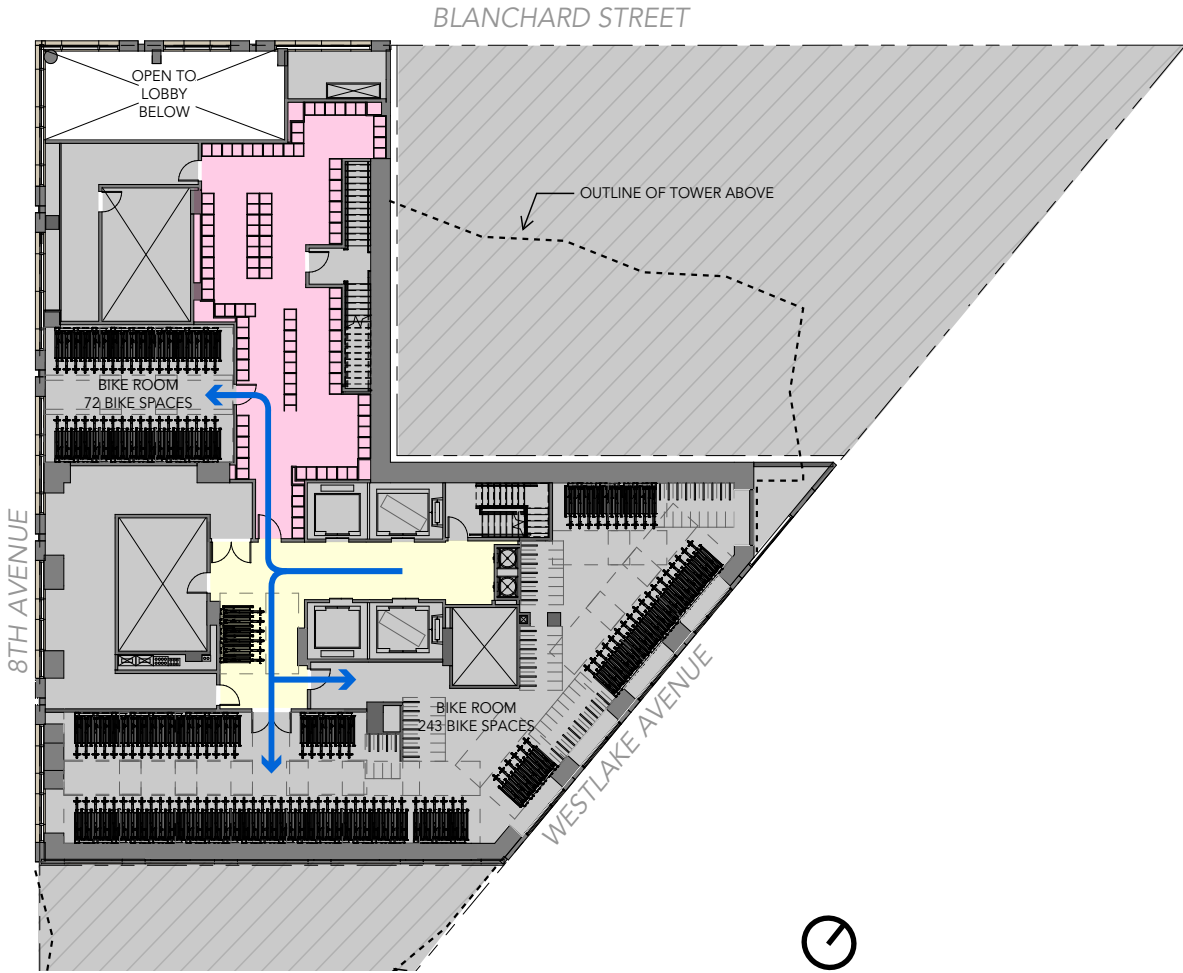 BLANCHARD STREET
OPEN TO
LOBBY
BELOW
OUTLINE OF TOWER ABOVE
BIKE ROOM
72 BIKE SPACES
8TH AVENUE
BIKE ROOM
243 BIKE SPACES
WESTLAKE AVENUE